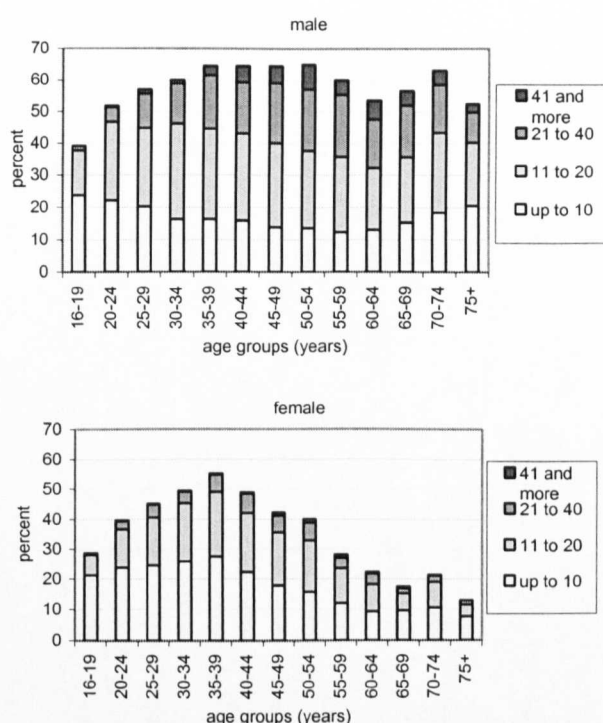 male
70
60
50
40
30
20
10
0
percent
16-19
20-24
25-29
30-34
35-39
40-44
45-49
50-54
55-59
60-64
65-69
70-74
75+
age groups (years)
41 and
more
21 to 40
11 to 20
up to 10
female
70
60
50
40
30
20
10
0
percent
16-19
20-24
25-29
30-34
35-39
40-44
45-49
50-54
55-59
60-64
65-69
70-74
75+
age groups (years)
41 and
more
21 to 40
11 to 20
up to 10